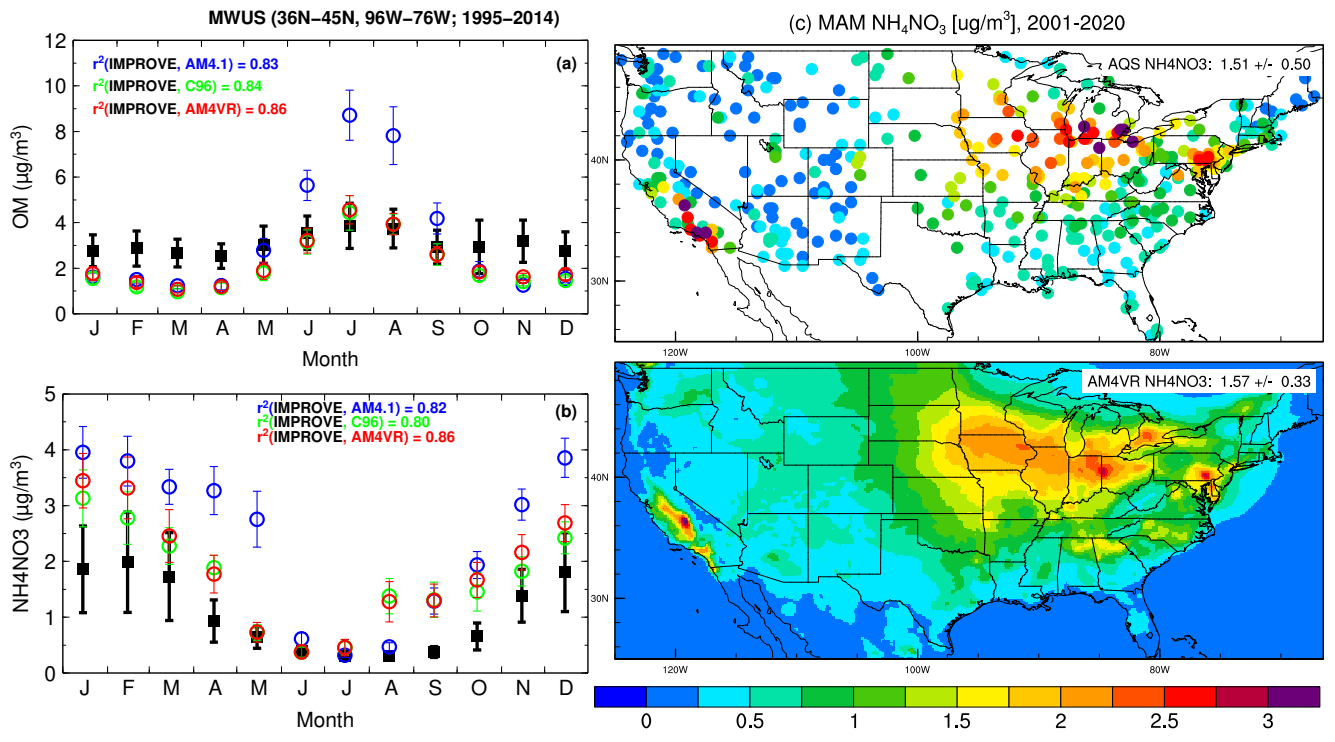 MWUS (36N−45N, 96W−76W; 1995−2014)
12
10
8
6
4
2
0
OM (µg/m³)
r²(IMPROVE, AM4.1) = 0.83
r²(IMPROVE, C96) = 0.84
r²(IMPROVE, AM4VR) = 0.86
(a)
J F M A M J J A S O N D
Month
5
4
3
2
1
0
NH4NO3 (µg/m³)
r²(IMPROVE, AM4.1) = 0.82
r²(IMPROVE, C96) = 0.80
r²(IMPROVE, AM4VR) = 0.86
(b)
J F M A M J J A S O N D
Month
(c) MAM NH₄NO₃ [ug/m³], 2001-2020
AQS NH4NO3: 1.51 +/- 0.50
40N
30N
120W 100W 80W
AM4VR NH4NO3: 1.57 +/- 0.33
40N
30N
120W 100W 80W
0 0.5 1 1.5 2 2.5 3